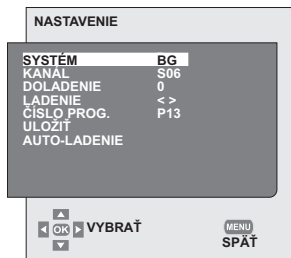 NASTAVENIE
SYSTÉM BG
KANÁL S06
DOLADENIE 0
LADENIE < >
ČÍSLO PROG. P13
ULOŽIŤ
AUTO-LADENIE
OK VYBRAŤ MENU
SPÄŤ